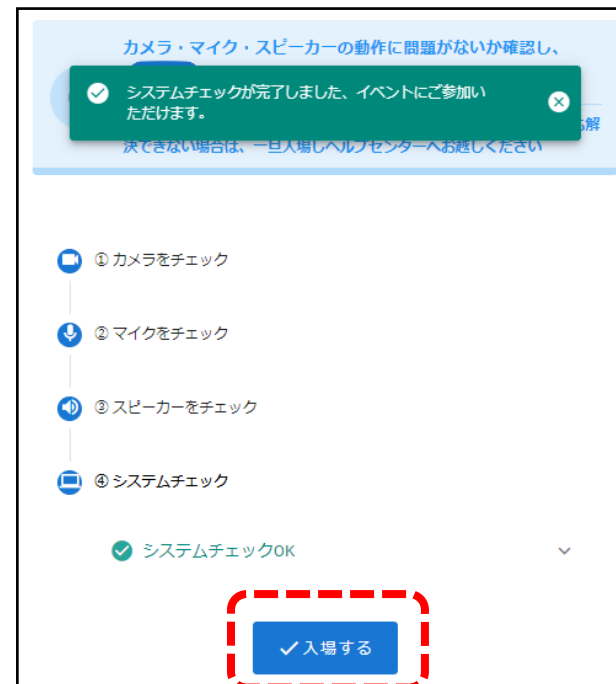 カメラ・マイク・スピーカーの動作に問題がないか確認し、
システムチェックが完了しました、イベントにご参加い
ただけます。
解
決できない場合は、一旦入場しヘルプセンターへお越しください
① カメラをチェック
② マイクをチェック
③ スピーカーをチェック
④ システムチェック
システムチェックOK
入場する